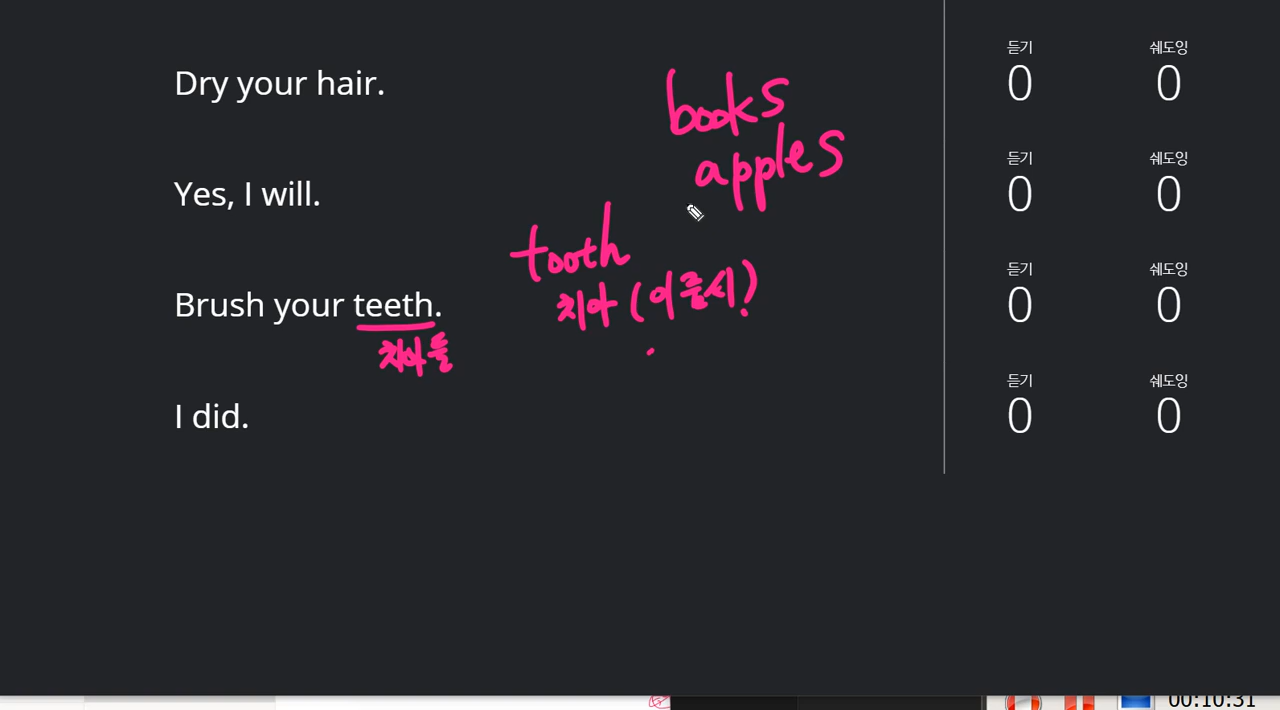 듣기 쉐도잉
Dry your hair. 0 0
books
apples
듣기 쉐도잉
Yes, I will. 0 0
tooth
치아 (이 하나)
듣기 쉐도잉
Brush your teeth. 0 0
치아들
듣기 쉐도잉
I did. 0 0
00:10:31